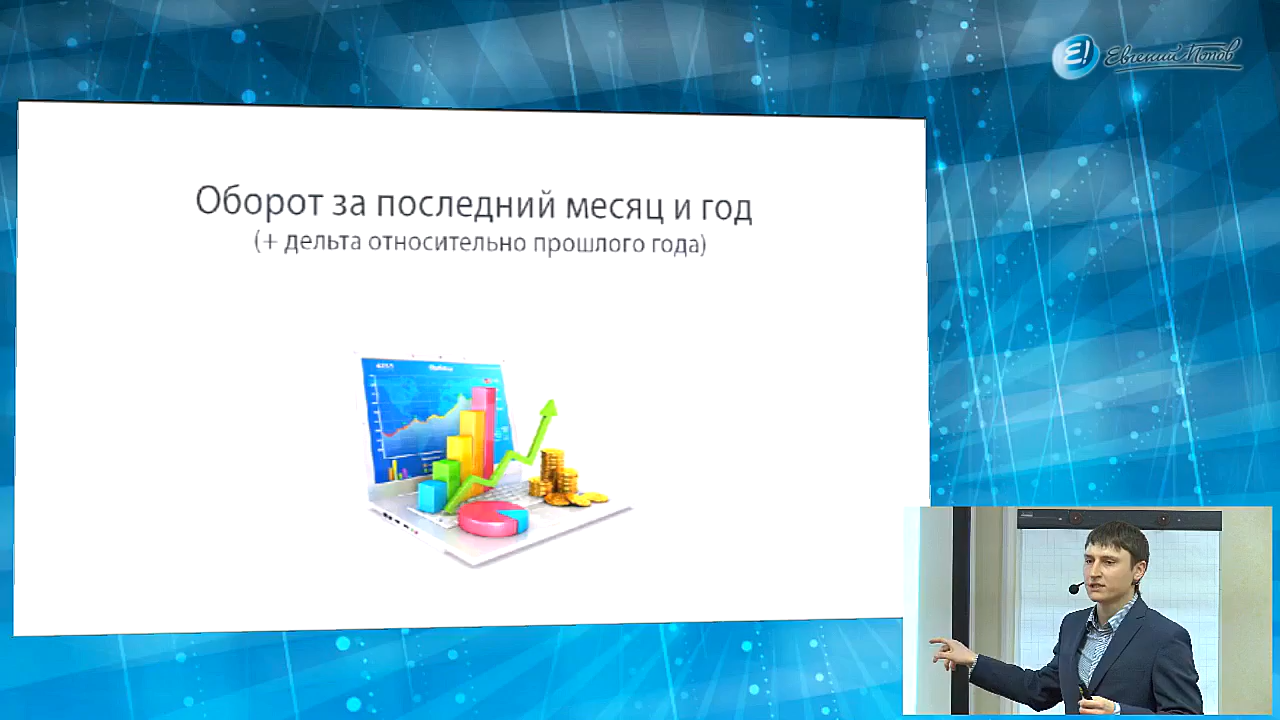 E! Евгений Попов
Оборот за последний месяц и год
(+ дельта относительно прошлого года)